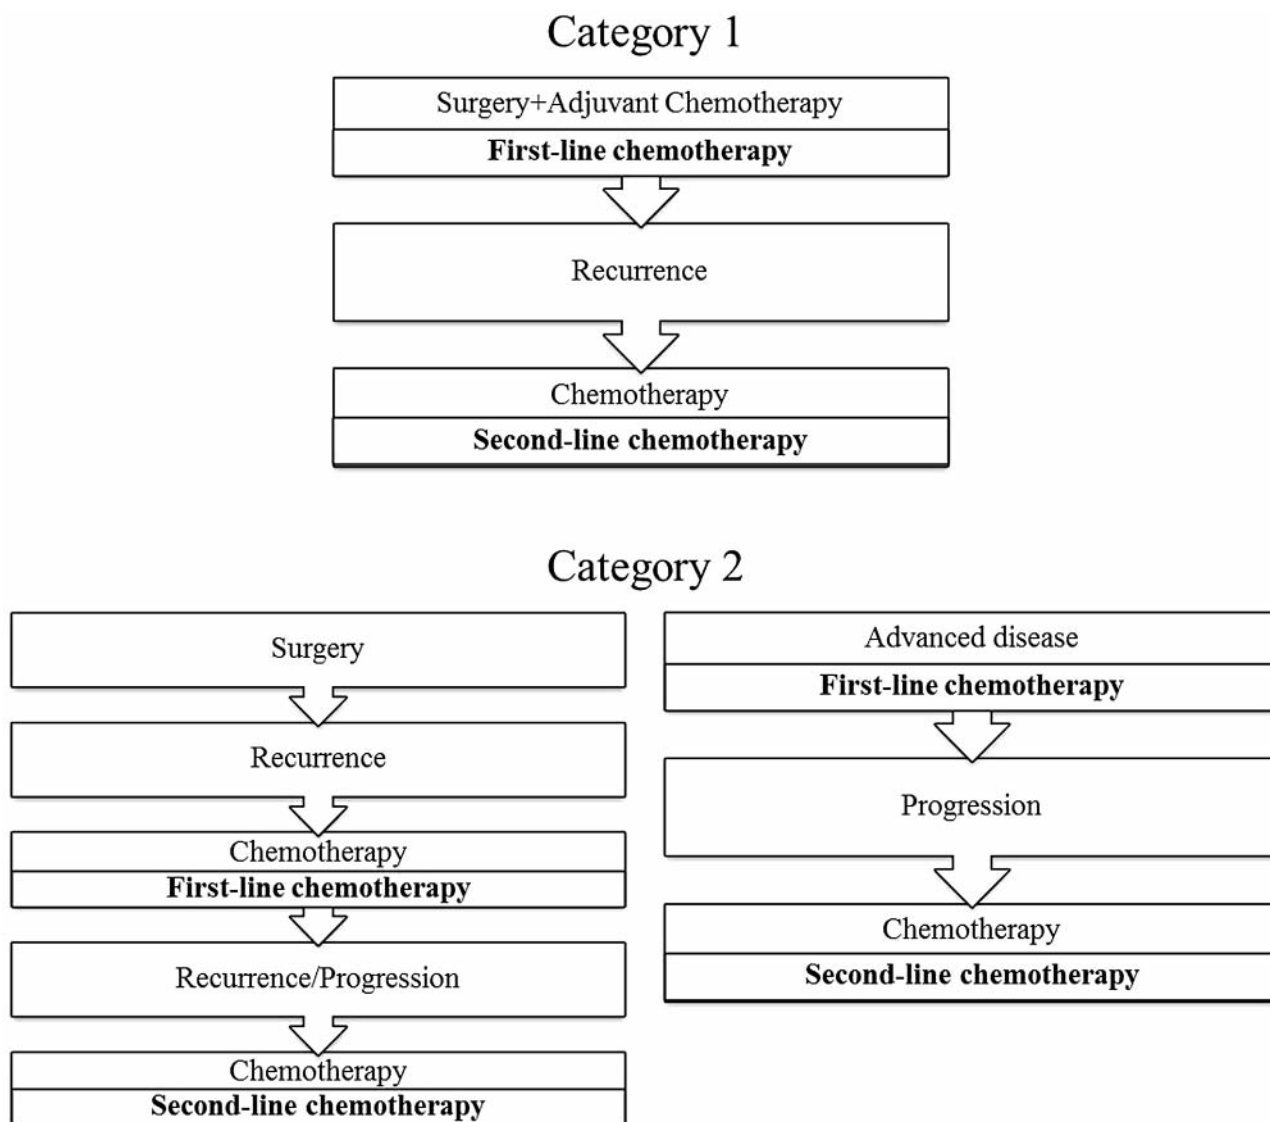 Category 1
Surgery+Adjuvant Chemotherapy
First-line chemotherapy
Recurrence
Chemotherapy
Second-line chemotherapy
Category 2
Surgery
Recurrence
Chemotherapy
First-line chemotherapy
Recurrence/Progression
Chemotherapy
Second-line chemotherapy
Advanced disease
First-line chemotherapy
Progression
Chemotherapy
Second-line chemotherapy